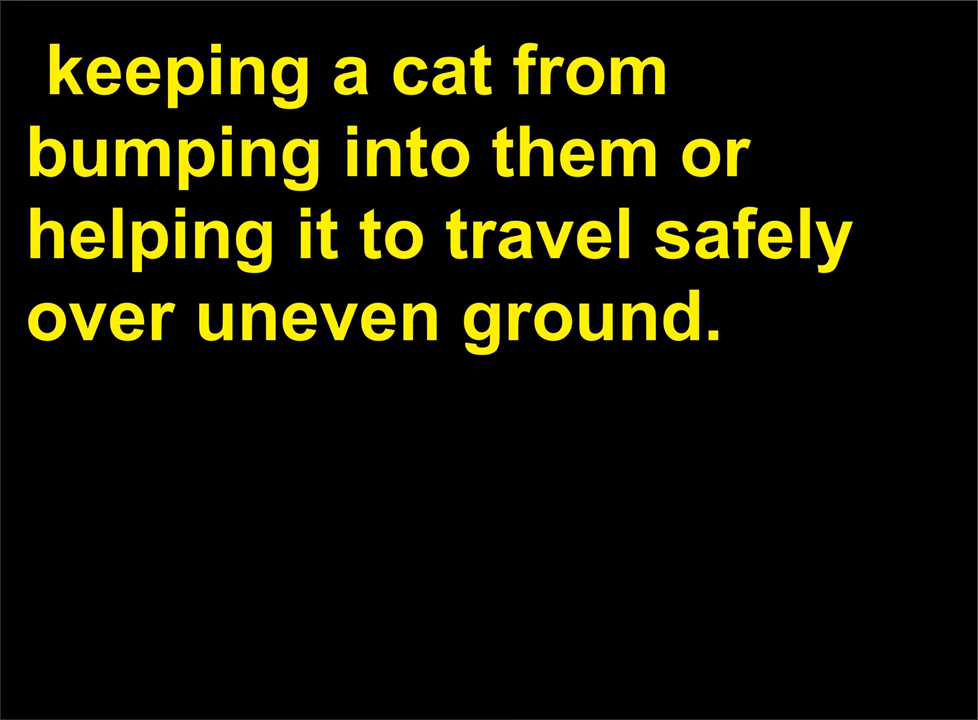 keeping a cat from
bumping into them or
helping it to travel safely
over uneven ground.